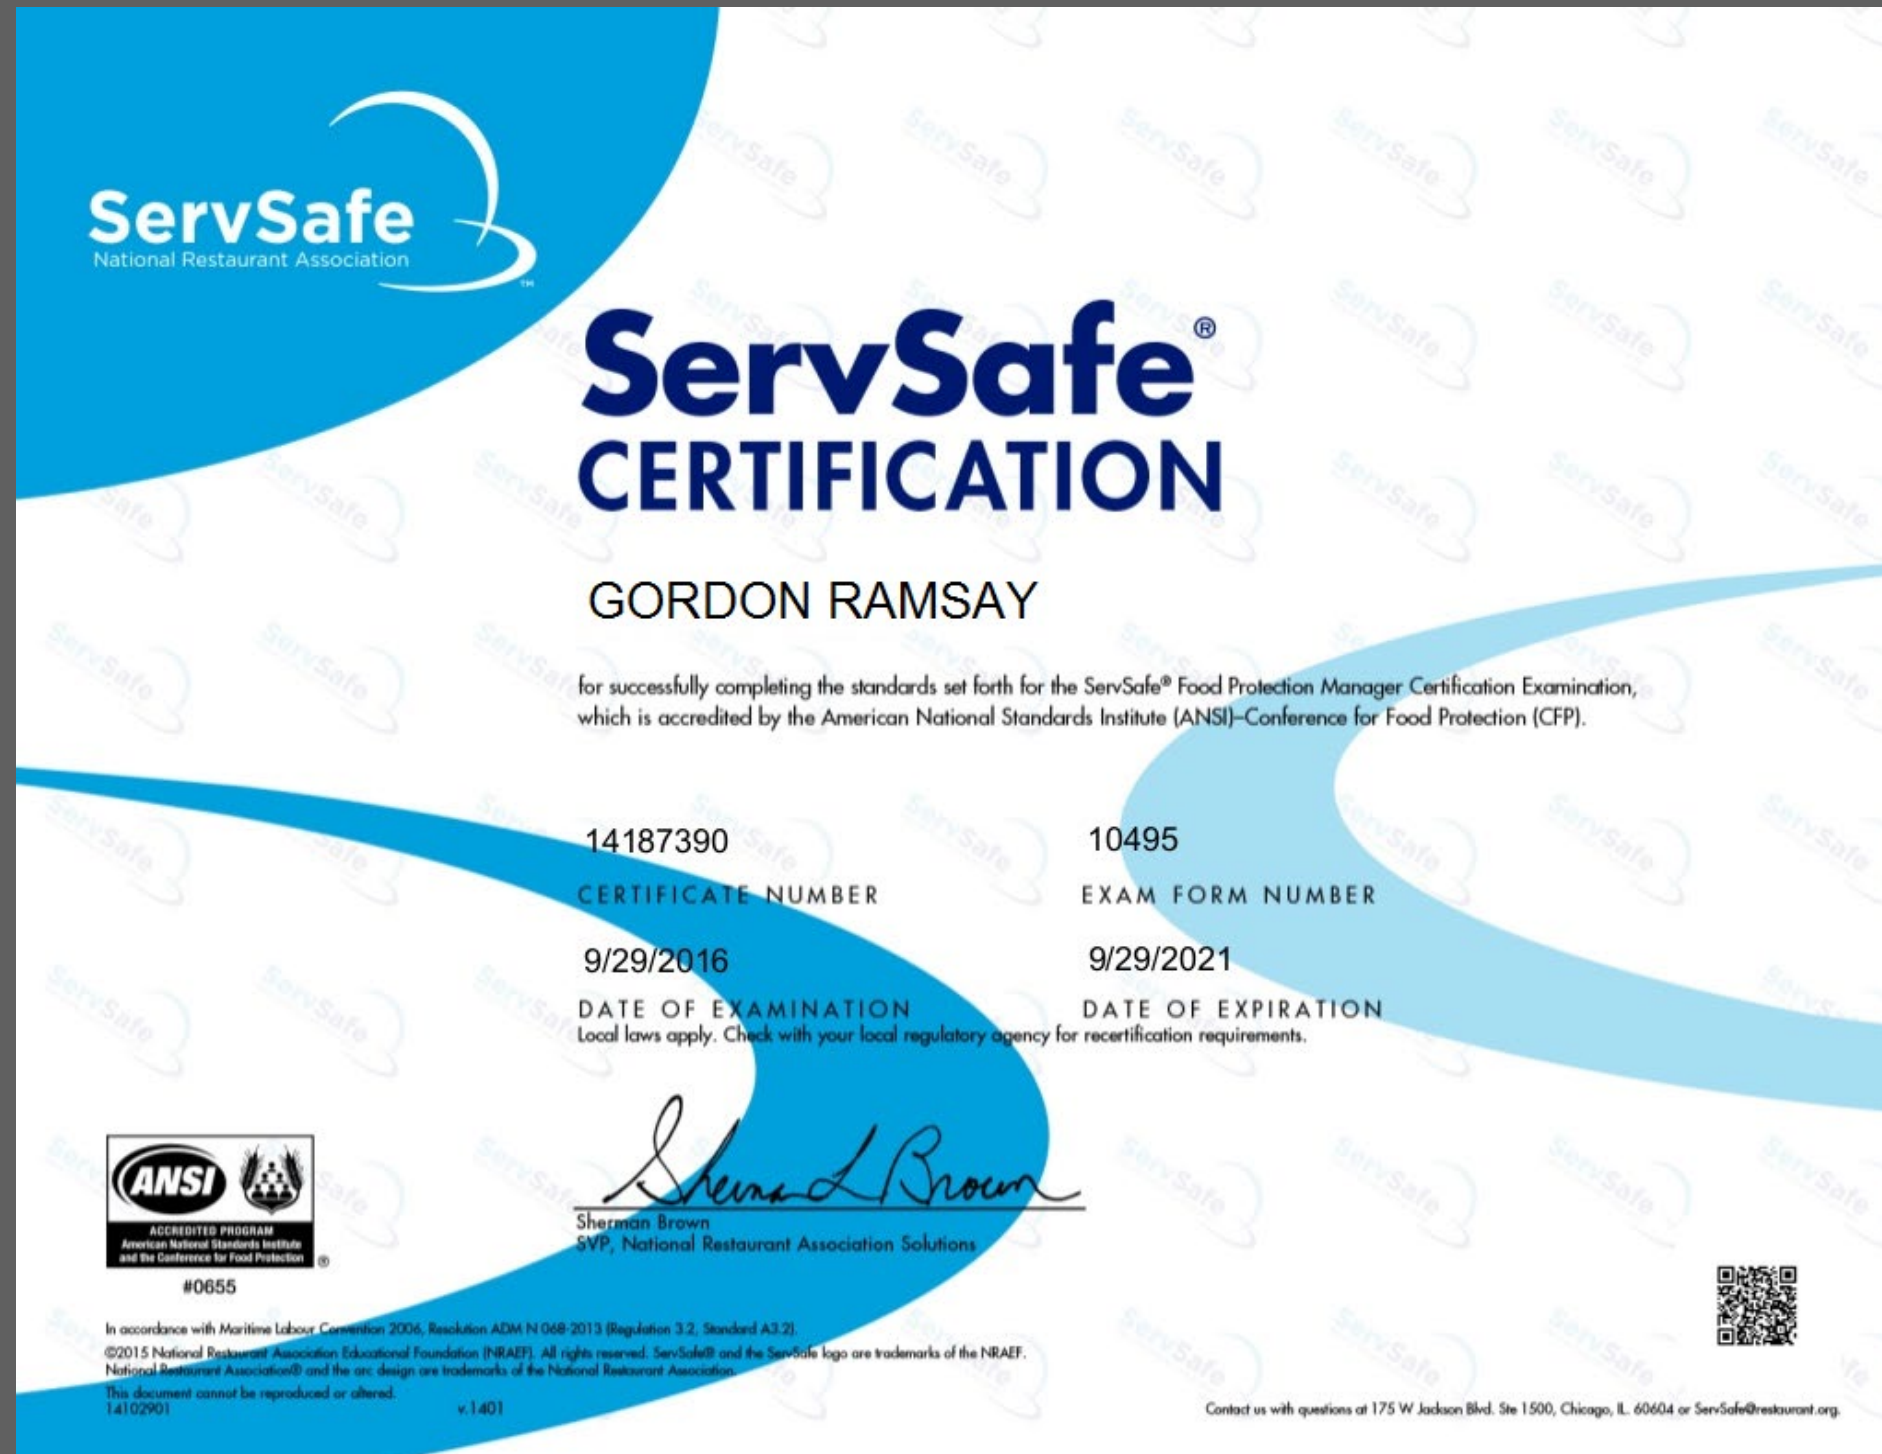 ServSafe
National Restaurant Association
™
ServSafe®
CERTIFICATION
GORDON RAMSAY
for successfully completing the standards set forth for the ServSafe® Food Protection Manager Certification Examination,
which is accredited by the American National Standards Institute (ANSI)–Conference for Food Protection (CFP).
14187390
CERTIFICATE NUMBER
10495
EXAM FORM NUMBER
9/29/2016
DATE OF EXAMINATION
9/29/2021
DATE OF EXPIRATION
Local laws apply. Check with your local regulatory agency for recertification requirements.
Sherman Brown
SVP, National Restaurant Association Solutions
ANSI
ACCREDITED PROGRAM
American National Standards Institute
and the Conference for Food Protection
®
#0655
In accordance with Maritime Labour Convention 2006, Resolution ADM N 068-2013 (Regulation 3.2, Standard A3.2).
©2015 National Restaurant Association Educational Foundation (NRAEF). All rights reserved. ServSafe® and the ServSafe logo are trademarks of the NRAEF.
National Restaurant Association® and the arc design are trademarks of the National Restaurant Association.
This document cannot be reproduced or altered.
14102901
v.1401
Contact us with questions at 175 W Jackson Blvd. Ste 1500, Chicago, IL. 60604 or ServSafe@restaurant.org.